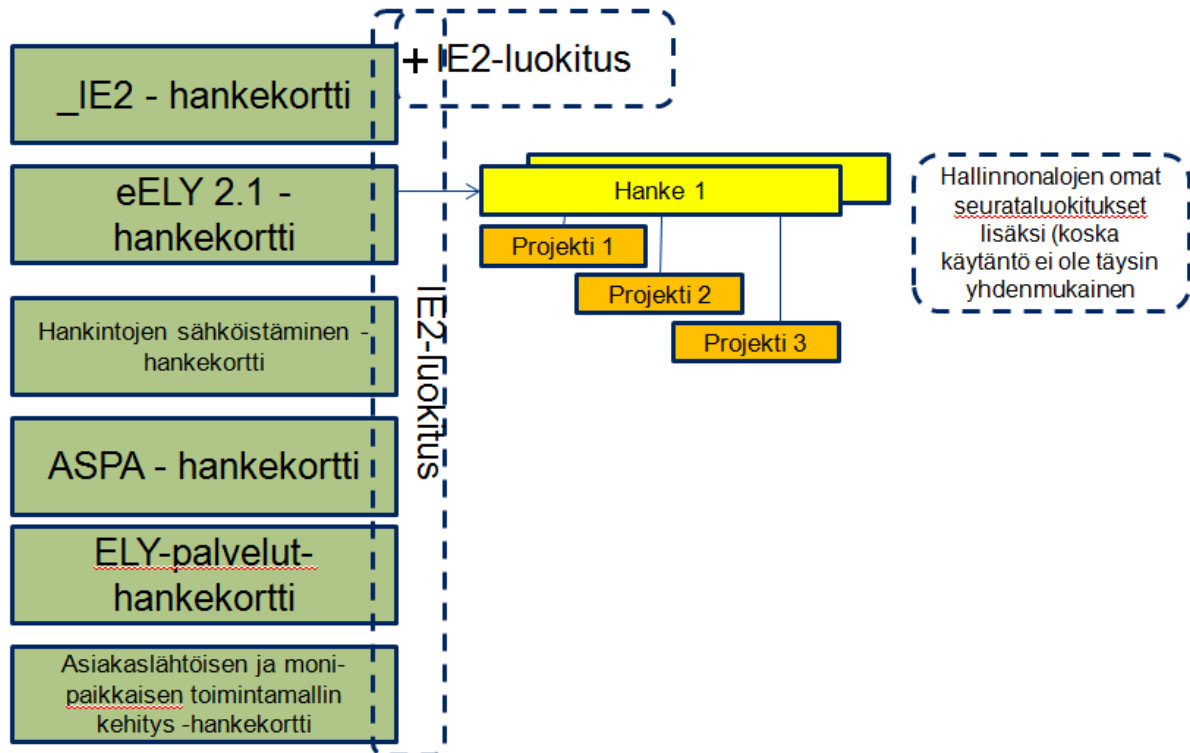 + IE2-luokitus
_IE2 - hankekortti
eELY 2.1 -
hankekortti
Hankintojen sähköistäminen -
hankekortti
ASPA - hankekortti
ELY-palvelut-
hankekortti
Asiakaslähtöisen ja moni-
paikkaisen toimintamallin
kehitys -hankekortti
IE2-luokitus
Hanke 1
Projekti 1
Projekti 2
Projekti 3
Hallinnonalojen omat
seurataluokitukset
lisäksi (koska
käytäntö ei ole täysin
yhdenmukainen